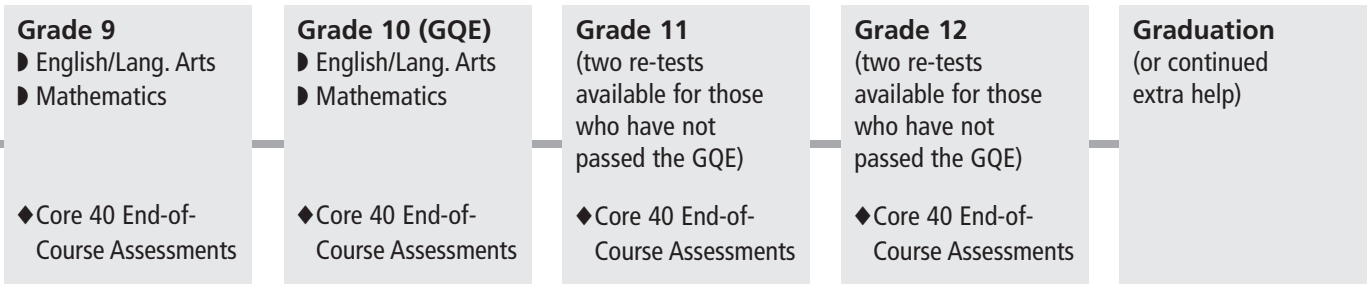 Grade 9
◗ English/Lang. Arts
◗ Mathematics
◆Core 40 End-of-
Course Assessments
Grade 10 (GQE)
◗ English/Lang. Arts
◗ Mathematics
◆Core 40 End-of-
Course Assessments
Grade 11
(two re-tests
available for those
who have not
passed the GQE)
◆Core 40 End-of-
Course Assessments
Grade 12
(two re-tests
available for those
who have not
passed the GQE)
◆Core 40 End-of-
Course Assessments
Graduation
(or continued
extra help)